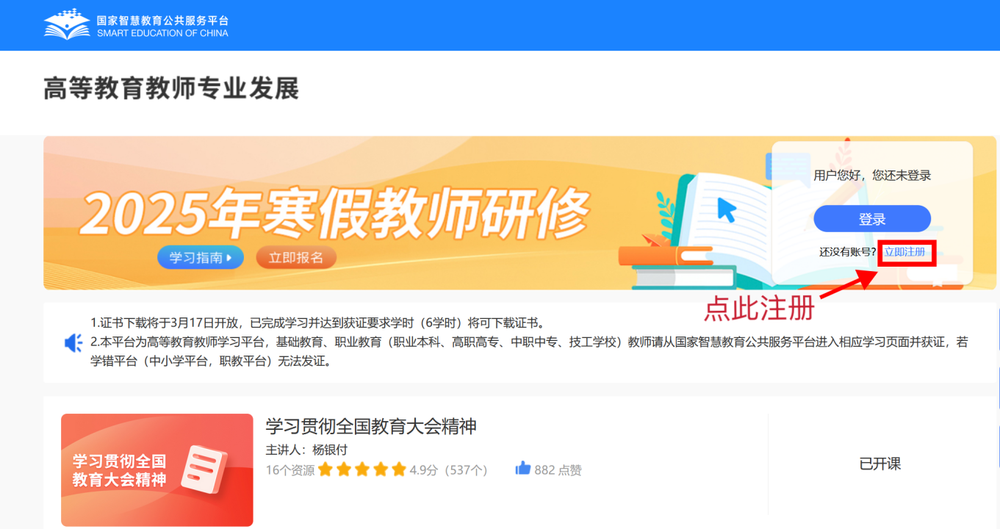 国家智慧教育公共服务平台
SMART EDUCATION OF CHINA
高等教育教师专业发展
2025年寒假教师研修
学习指南
立即报名
用户您好，您还未登录
登录
还没有账号？立即注册
点此注册
1.证书下载将于3月17日开放，已完成学习并达到获证要求学时（6学时）将可下载证书。
2.本平台为高等教育教师学习平台，基础教育、职业教育（职业本科、高职高专、中职中专、技工学校）教师请从国家智慧教育公共服务平台进入相应学习页面并获证，若
学错平台（中小学平台，职教平台）无法发证。
学习贯彻全国
教育大会精神
学习贯彻全国教育大会精神
主讲人：杨银付
16个资源 4.9分（537个） 882 点赞
已开课